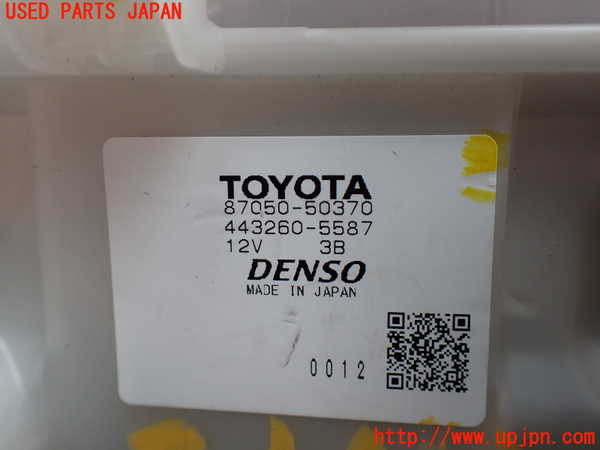 USED PARTS JAPAN
TOYOTA
87050-50370
443260-5587
12V 3B
DENSO
MADE IN JAPAN
0012
http://www.upjpn.com/